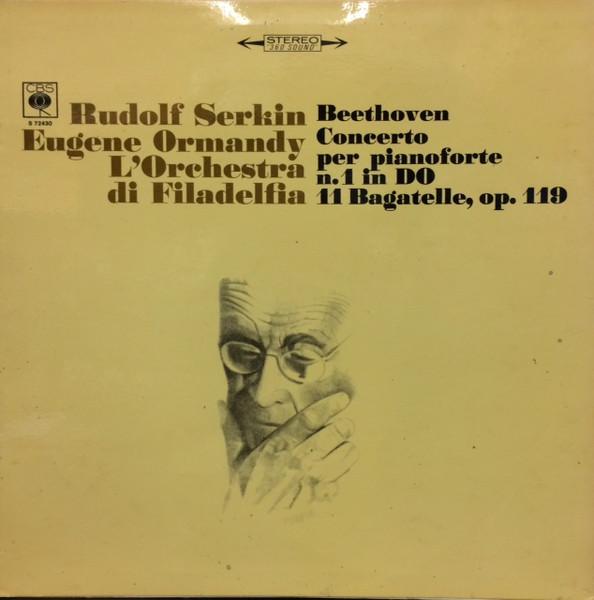 STEREO
"360 SOUND"
CBS
S 72430
Rudolf Serkin
Eugene Ormandy
L'Orchestra
di Filadelfia
Beethoven
Concerto
per pianoforte
n.1 in DO
11 Bagatelle, op. 119